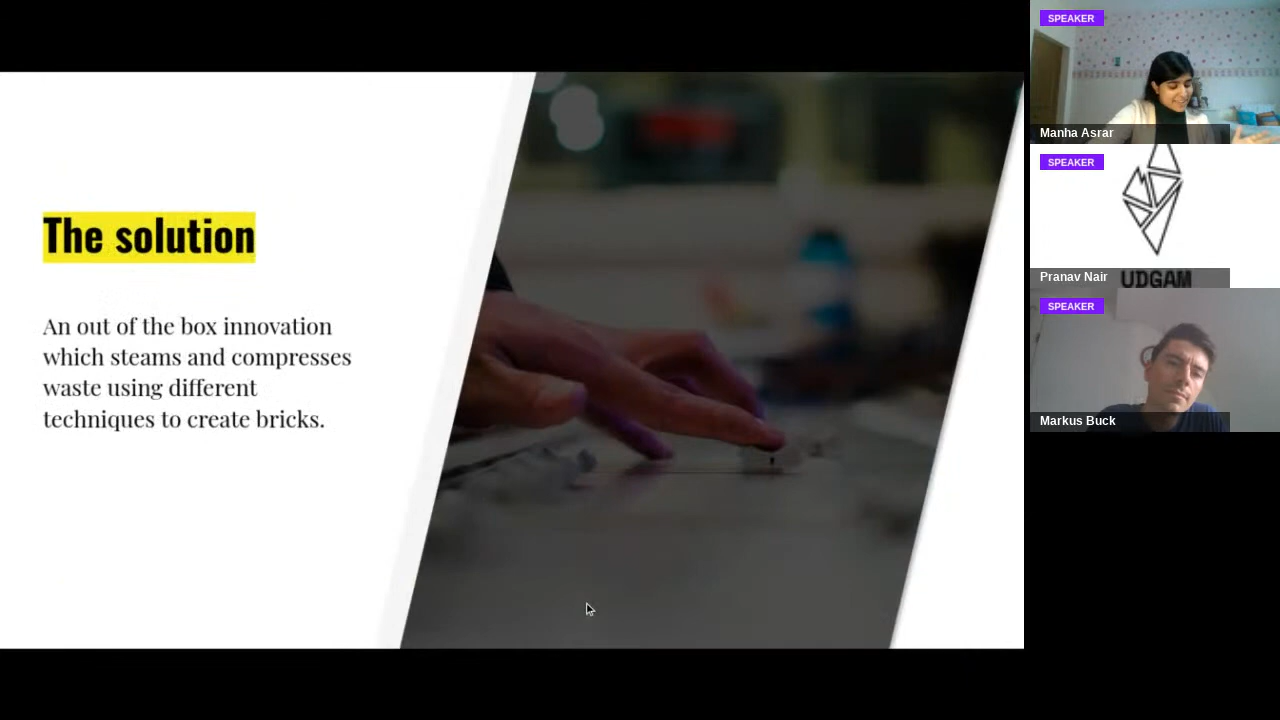 The solution
An out of the box innovation
which steams and compresses
waste using different
techniques to create bricks.
SPEAKER
Manha Asrar
SPEAKER
Pranav Nair
UDGAM
SPEAKER
Markus Buck